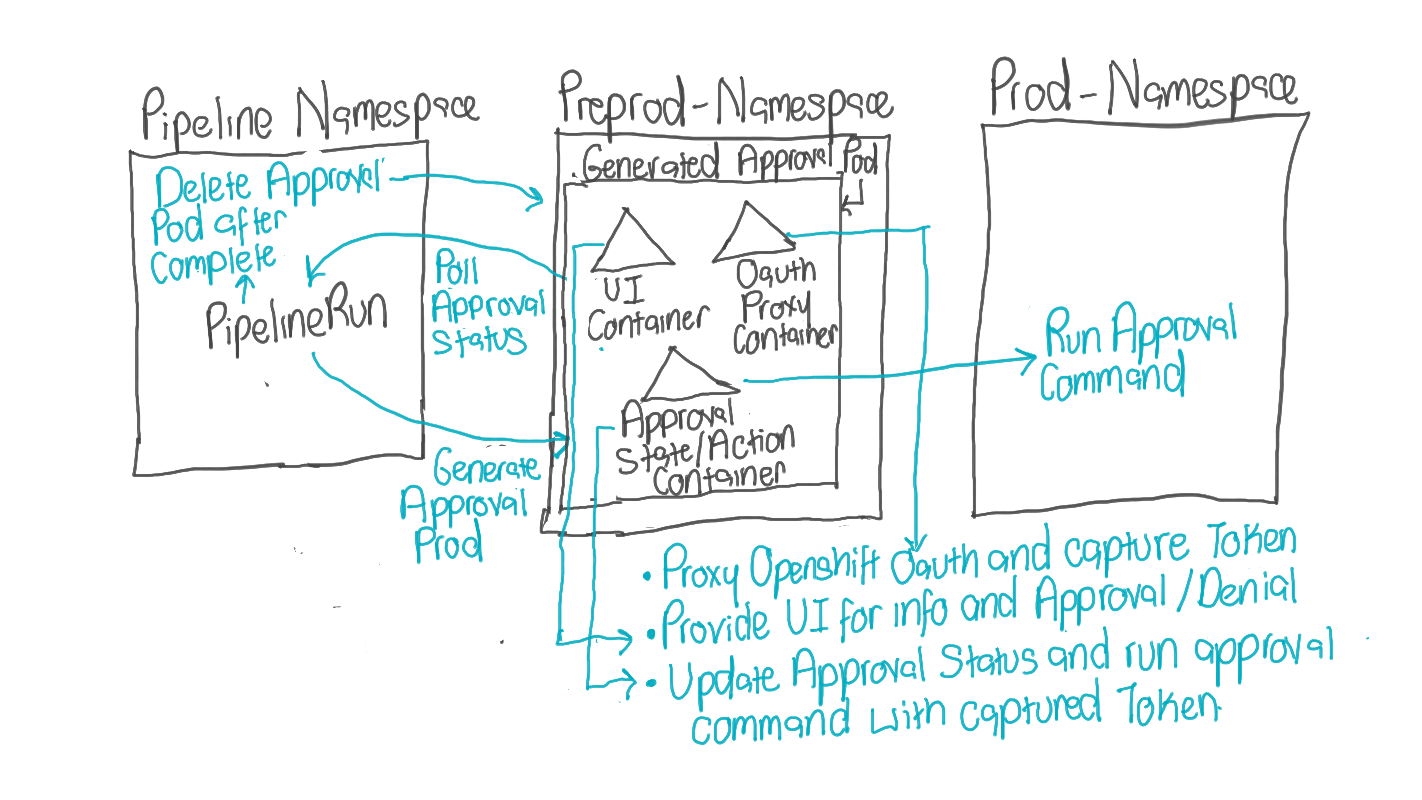 Pipeline Namespace
Preprod-Namespace
Prod-Namespace
Delete Approval
Pod after
Complete
PipelineRun
Poll
Approval
Status
Generate
Approval
Prod
Generated Approval Pod
UI
Container
Oauth
Proxy
Container
Approval
State/Action
Container
Run Approval
Command
• Proxy Openshift Oauth and capture Token
• Provide UI for info and Approval/Denial
• Update Approval Status and run approval
command with captured Token